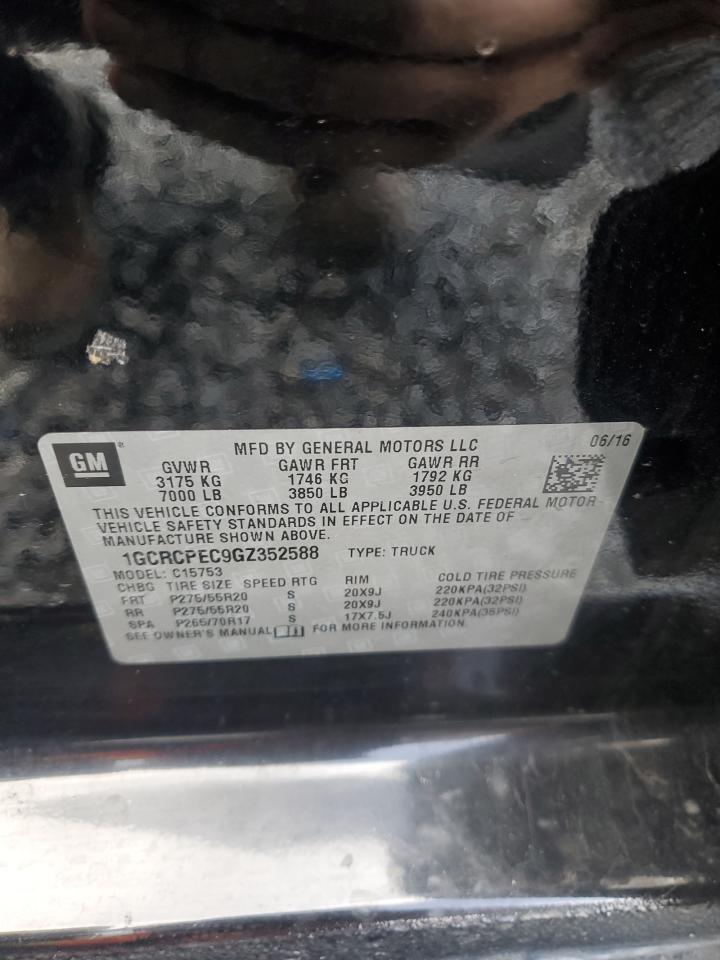 GM ®
MFD BY GENERAL MOTORS LLC 06/16
GVWR GAWR FRT GAWR RR
3175 KG 1746 KG 1792 KG
7000 LB 3850 LB 3950 LB
THIS VEHICLE CONFORMS TO ALL APPLICABLE U.S. FEDERAL MOTOR
VEHICLE SAFETY STANDARDS IN EFFECT ON THE DATE OF
MANUFACTURE SHOWN ABOVE.
1GCRCPEC9GZ352588 TYPE: TRUCK
MODEL: C15753
CHBG TIRE SIZE SPEED RTG RIM COLD TIRE PRESSURE
FRT P275/55R20 S 20X9J 220KPA(32PSI)
RR P275/55R20 S 20X9J 220KPA(32PSI)
SPA P265/70R17 S 17X7.5J 240KPA(35PSI)
SEE OWNER'S MANUAL FOR MORE INFORMATION.